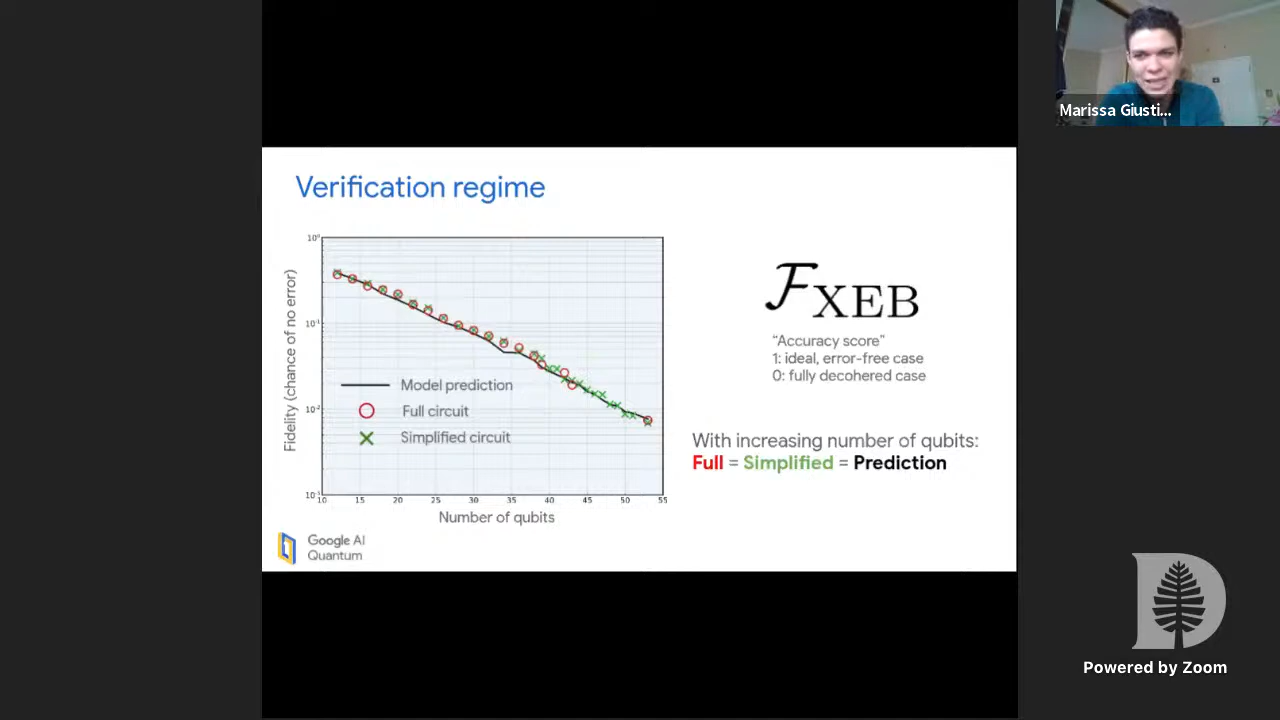 Marissa Giusti...
Verification regime
Fidelity (chance of no error)
10⁰
10⁻¹
10⁻²
Model prediction
Full circuit
Simplified circuit
10 15 20 25 30 35 40 45 50 55
Number of qubits
ℱXEB
“Accuracy score”
1: ideal, error-free case
0: fully decohered case
With increasing number of qubits:
Full = Simplified = Prediction
Google AI
Quantum
D
Powered by Zoom